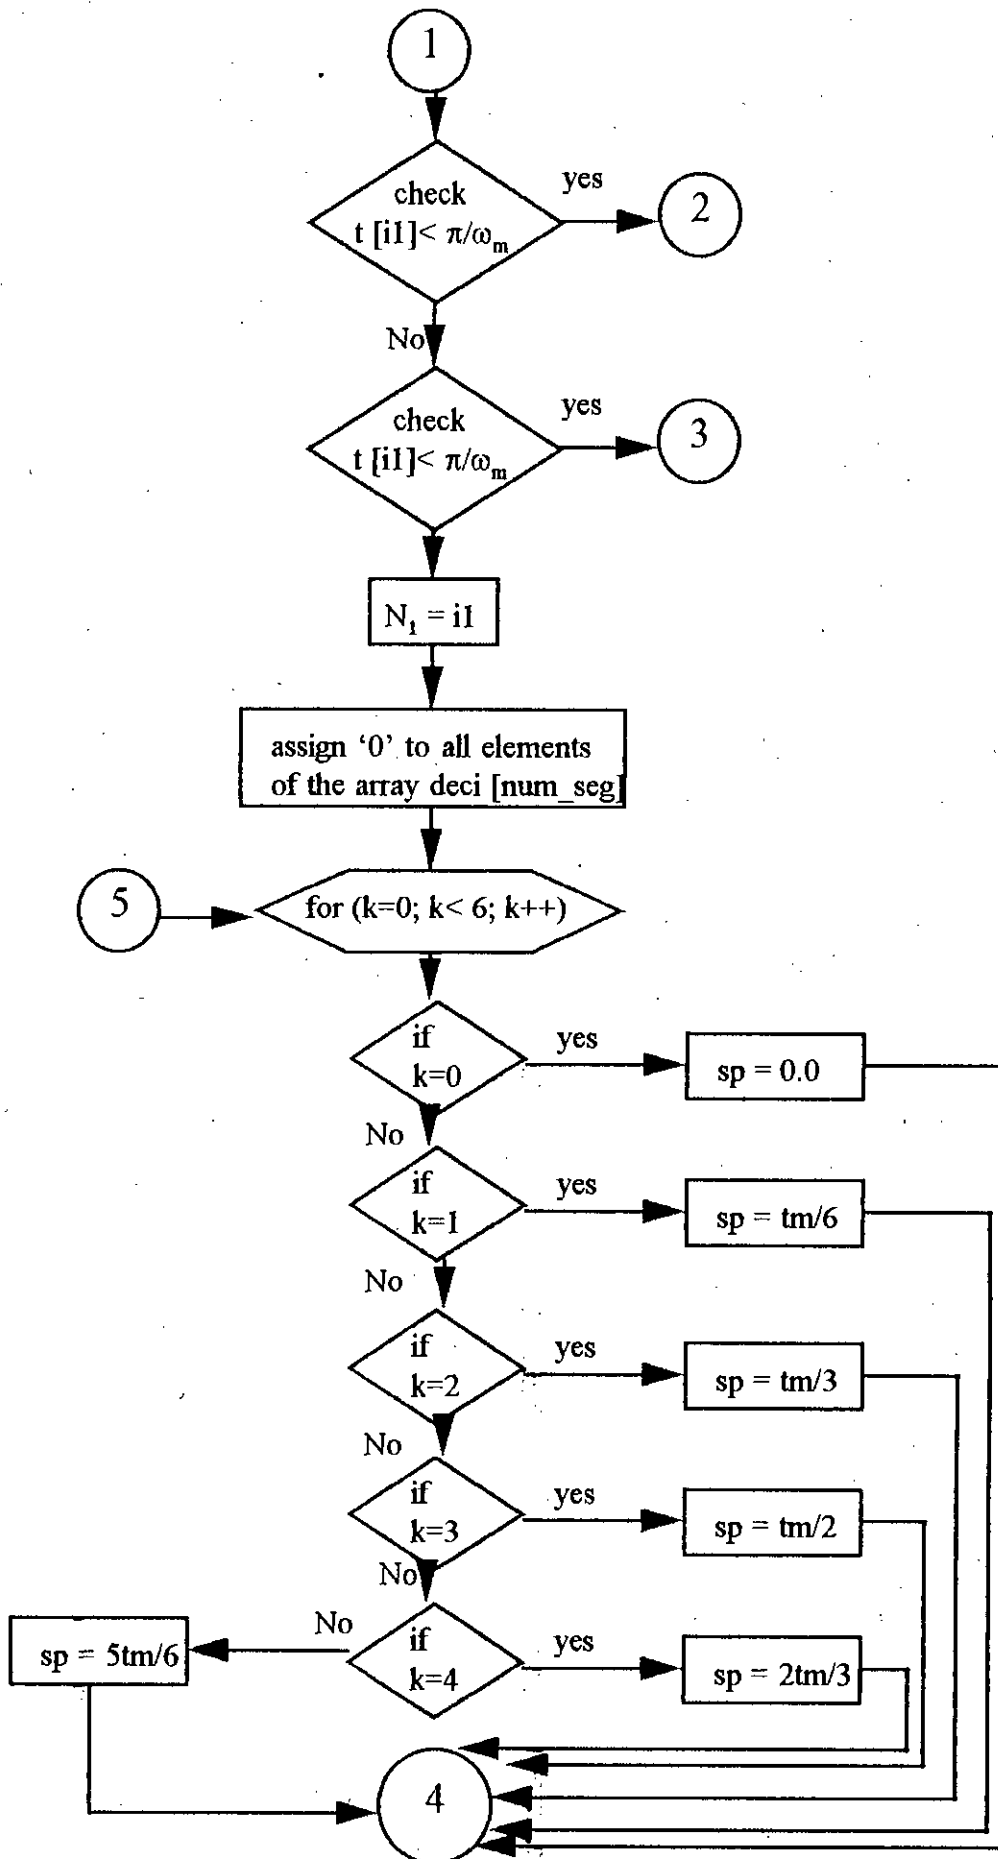 1
check
t [i1]< π/ωm
yes
2
No
check
t [i1]< π/ωm
yes
3
N1 = i1
assign ‘0’ to all elements
of the array deci [num_seg]
5
for (k=0; k< 6; k++)
if
k=0
yes
sp = 0.0
No
if
k=1
yes
sp = tm/6
No
if
k=2
yes
sp = tm/3
No
if
k=3
yes
sp = tm/2
No
if
k=4
yes
sp = 2tm/3
No
sp = 5tm/6
4